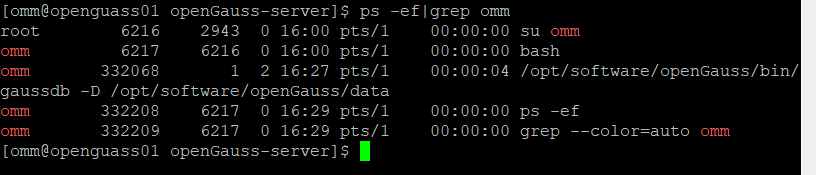 [omm@openguass01 openGauss-server]$ ps -ef|grep omm
root        6216    2943  0 16:00 pts/1    00:00:00 su omm
omm         6217    6216  0 16:00 pts/1    00:00:00 bash
omm       332068       1  2 16:27 pts/1    00:00:04 /opt/software/openGauss/bin/
gaussdb -D /opt/software/openGauss/data
omm       332208    6217  0 16:29 pts/1    00:00:00 ps -ef
omm       332209    6217  0 16:29 pts/1    00:00:00 grep --color=auto omm
[omm@openguass01 openGauss-server]$